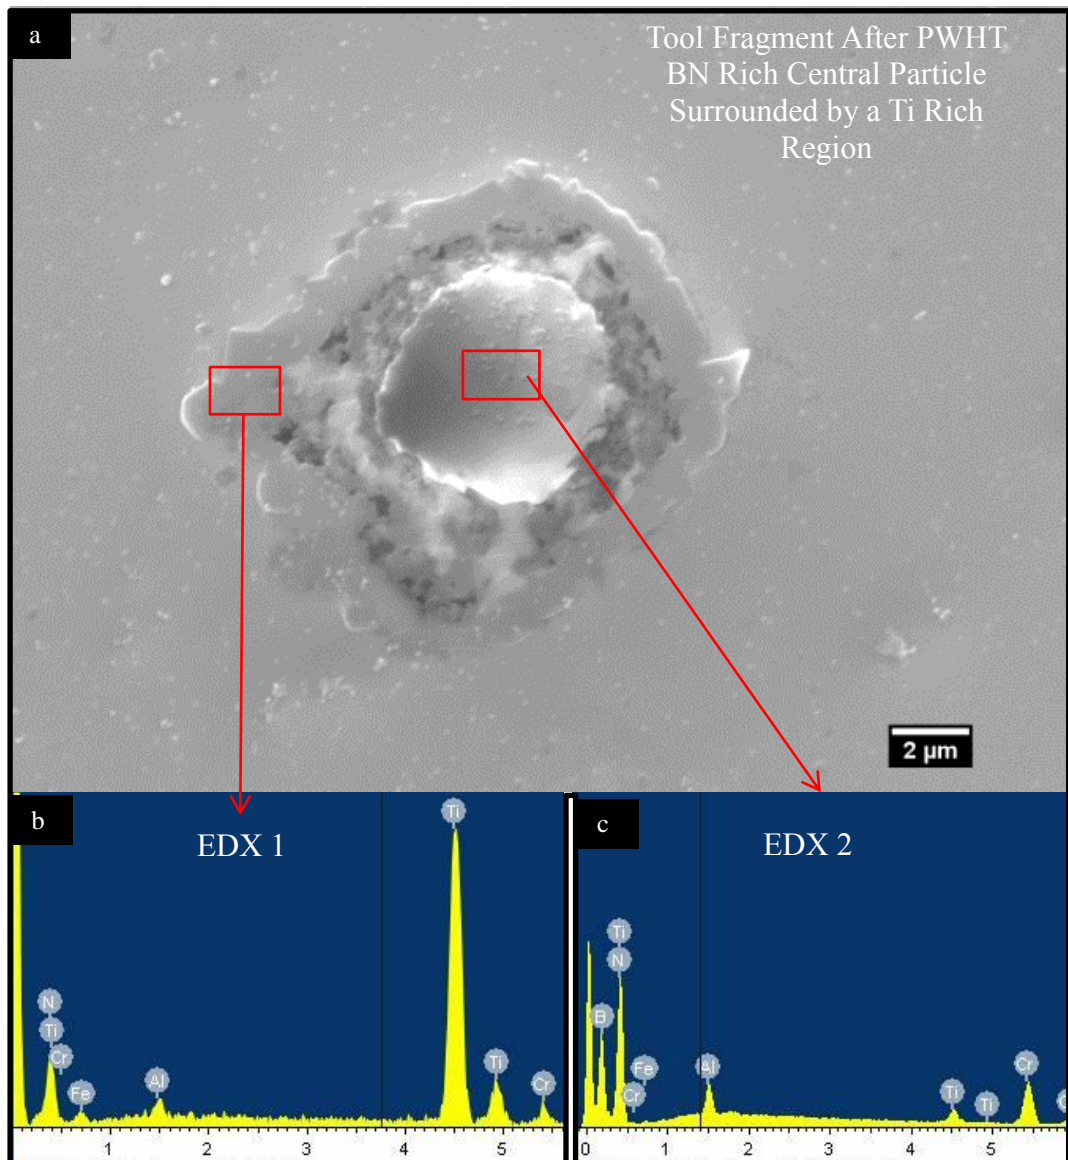 a
Tool Fragment After PWHT
BN Rich Central Particle
Surrounded by a Ti Rich
Region
2 µm
b
EDX 1
Ti
N
Ti
Cr
Fe
Al
Ti
Cr
1 2 3 4 5
c
EDX 2
Ti
N
B
Fe
Cr
Al
Ti
Ti
Cr
0 1 2 3 4 5